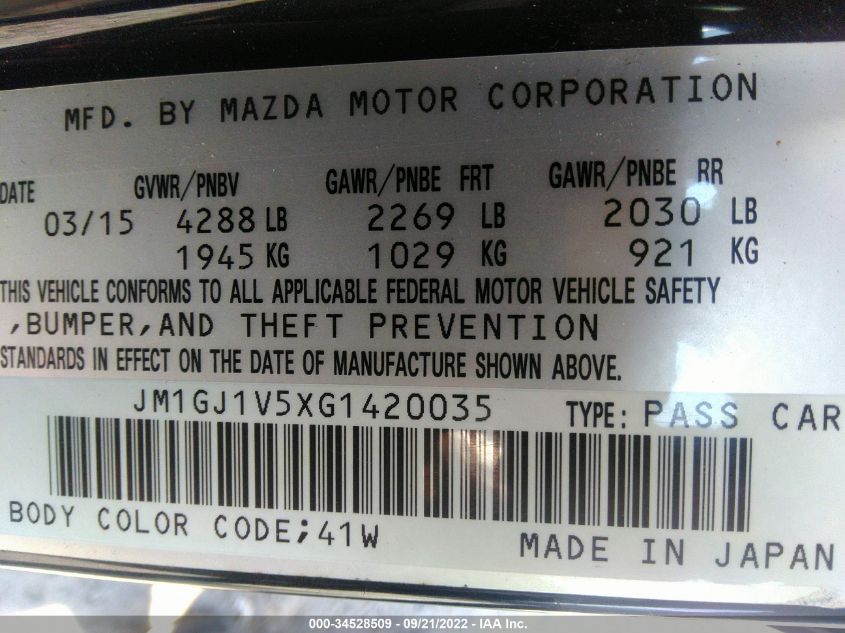 MFD. BY MAZDA MOTOR CORPORATION
DATE GVWR/PNBV GAWR/PNBE FRT GAWR/PNBE RR
03/15 4288 LB 2269 LB 2030 LB
1945 KG 1029 KG 921 KG
THIS VEHICLE CONFORMS TO ALL APPLICABLE FEDERAL MOTOR VEHICLE SAFETY
,BUMPER,AND THEFT PREVENTION
STANDARDS IN EFFECT ON THE DATE OF MANUFACTURE SHOWN ABOVE.
JM1GJ1V5XG1420035 TYPE: PASS CAR
BODY COLOR CODE;41W
MADE IN JAPAN
000-34528509 - 09/21/2022 - IAA Inc.